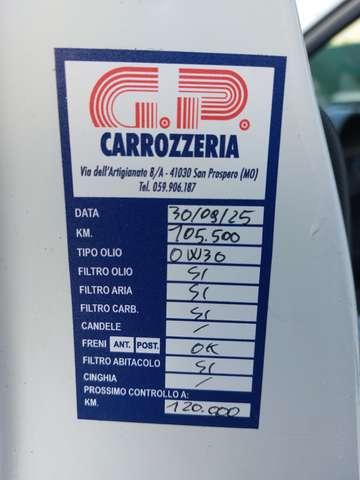 G.P.
CARROZZERIA
Via dell'Artigianato 8/A - 41030 San Prospero (MO)
Tel. 059.906.187
DATA 30/09/25
KM. 105.500
TIPO OLIO 0W30
FILTRO OLIO SI
FILTRO ARIA SI
FILTRO CARB. SI
CANDELE /
FRENI ANT. POST. OK
FILTRO ABITACOLO SI
CINGHIA /
PROSSIMO CONTROLLO A:
KM. 120.000